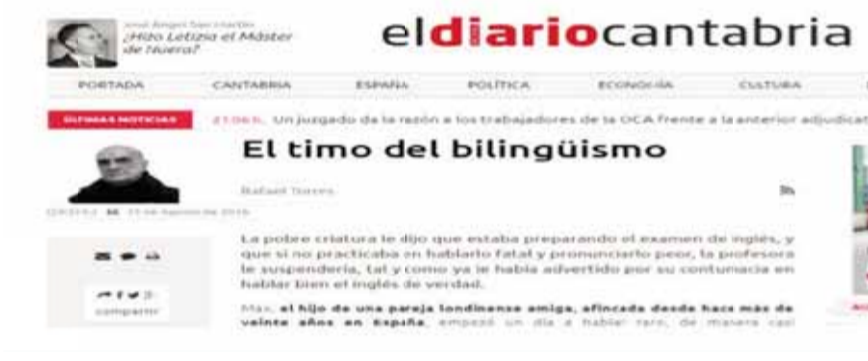 José Ángel San Martín
¿Hizo Letizia el Máster
de Nuera?
eldiariocantabria
PORTADA CANTABRIA ESPAÑA POLÍTICA ECONOMÍA CULTURA
ÚLTIMAS NOTICIAS 21:06 h. Un juzgado da la razón a los trabajadores de la OCA frente a la anterior adjudicat
El timo del bilingüismo
Rafael Torres
de Agosto de
La pobre criatura le dijo que estaba preparando el examen de inglés, y
que si no practicaba en hablarlo fatal y pronunciarlo peor, la profesora
le suspendería, tal y como ya le había advertido por su contumacia en
hablar bien el inglés de verdad.
Max, el hijo de una pareja londinense amiga, afincada desde hace más de
veinte años en España, empezó un día a hablar raro, de manera casi
compartir